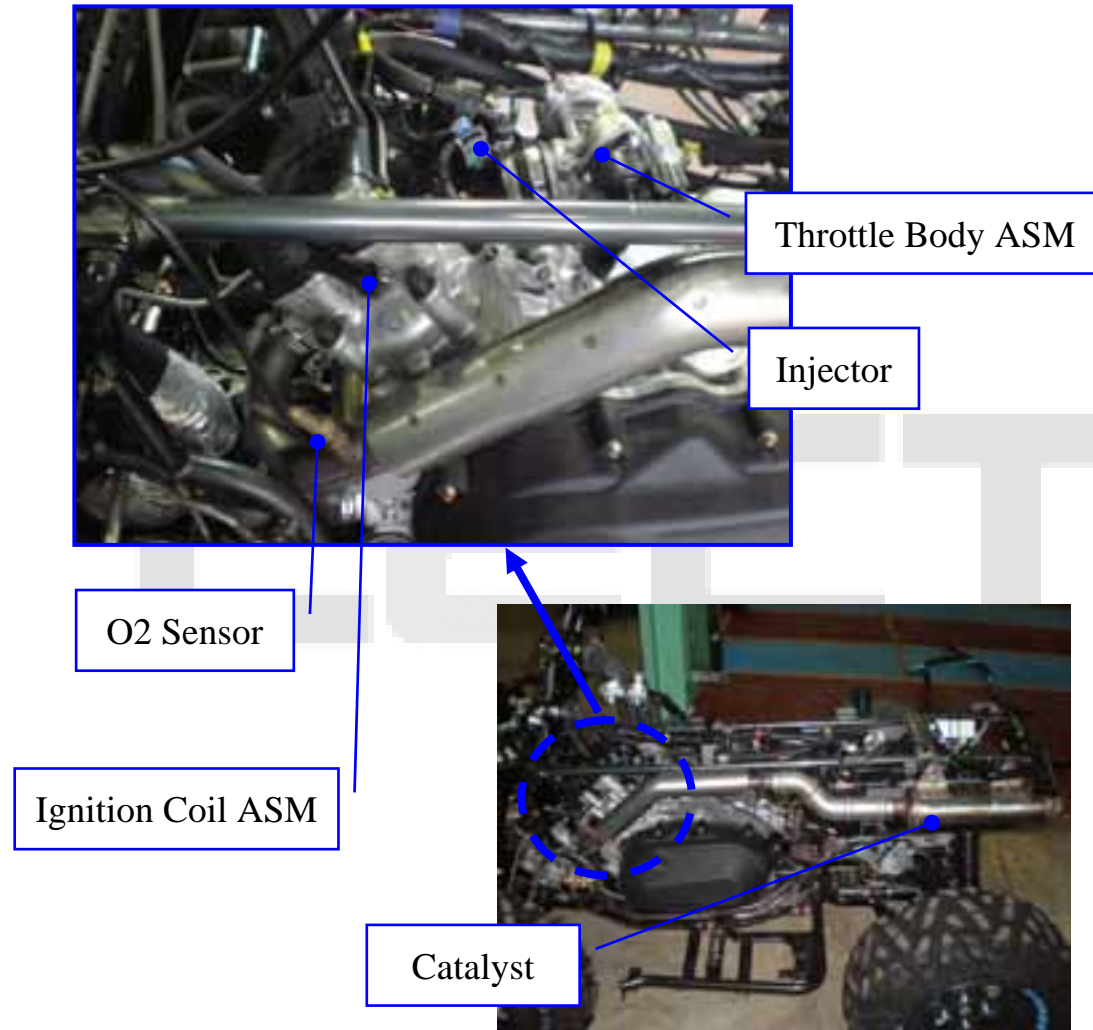 Throttle Body ASM
Injector
O2 Sensor
Ignition Coil ASM
Catalyst